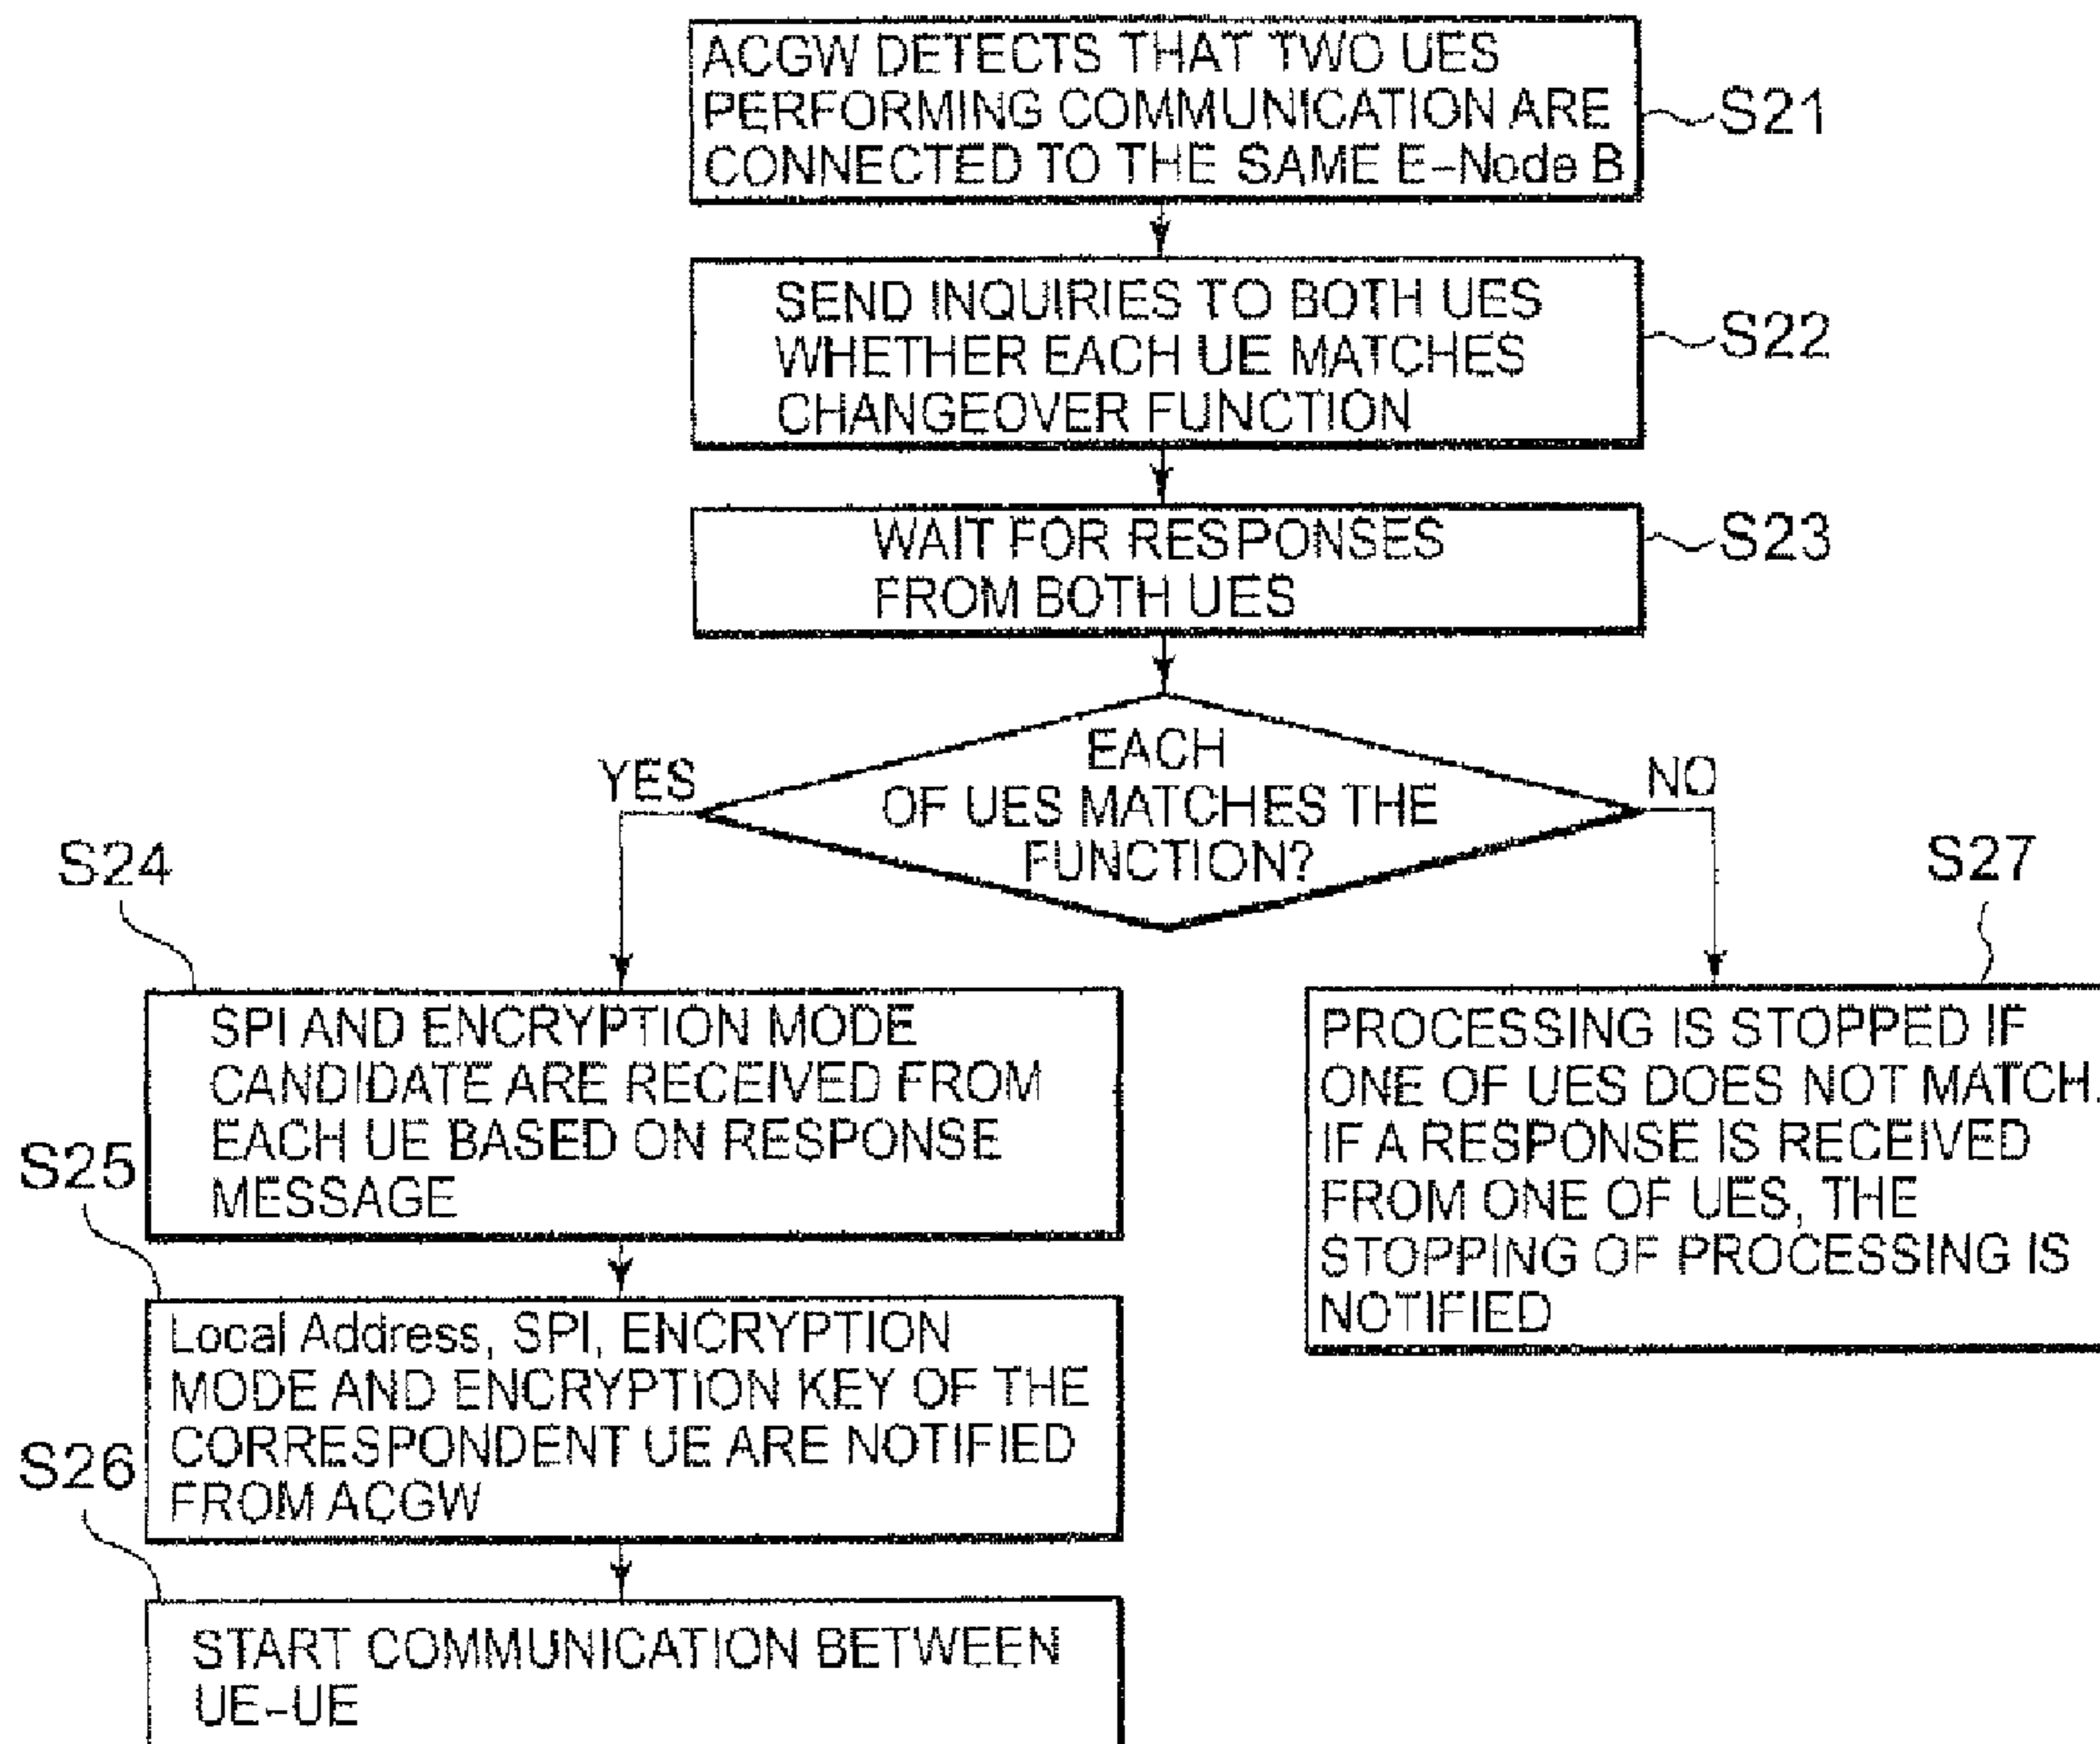 ACGW DETECTS THAT TWO UES
PERFORMING COMMUNICATION ARE
CONNECTED TO THE SAME E-Node B
S21
SEND INQUIRIES TO BOTH UES
WHETHER EACH UE MATCHES
CHANGEOVER FUNCTION
S22
WAIT FOR RESPONSES
FROM BOTH UES
S23
EACH
OF UES MATCHES THE
FUNCTION?
YES
NO
S24
SPI AND ENCRYPTION MODE
CANDIDATE ARE RECEIVED FROM
EACH UE BASED ON RESPONSE
MESSAGE
S27
PROCESSING IS STOPPED IF
ONE OF UES DOES NOT MATCH.
IF A RESPONSE IS RECEIVED
FROM ONE OF UES, THE
STOPPING OF PROCESSING IS
NOTIFIED
S25
Local Address, SPI, ENCRYPTION
MODE AND ENCRYPTION KEY OF THE
CORRESPONDENT UE ARE NOTIFIED
FROM ACGW
S26
START COMMUNICATION BETWEEN
UE-UE